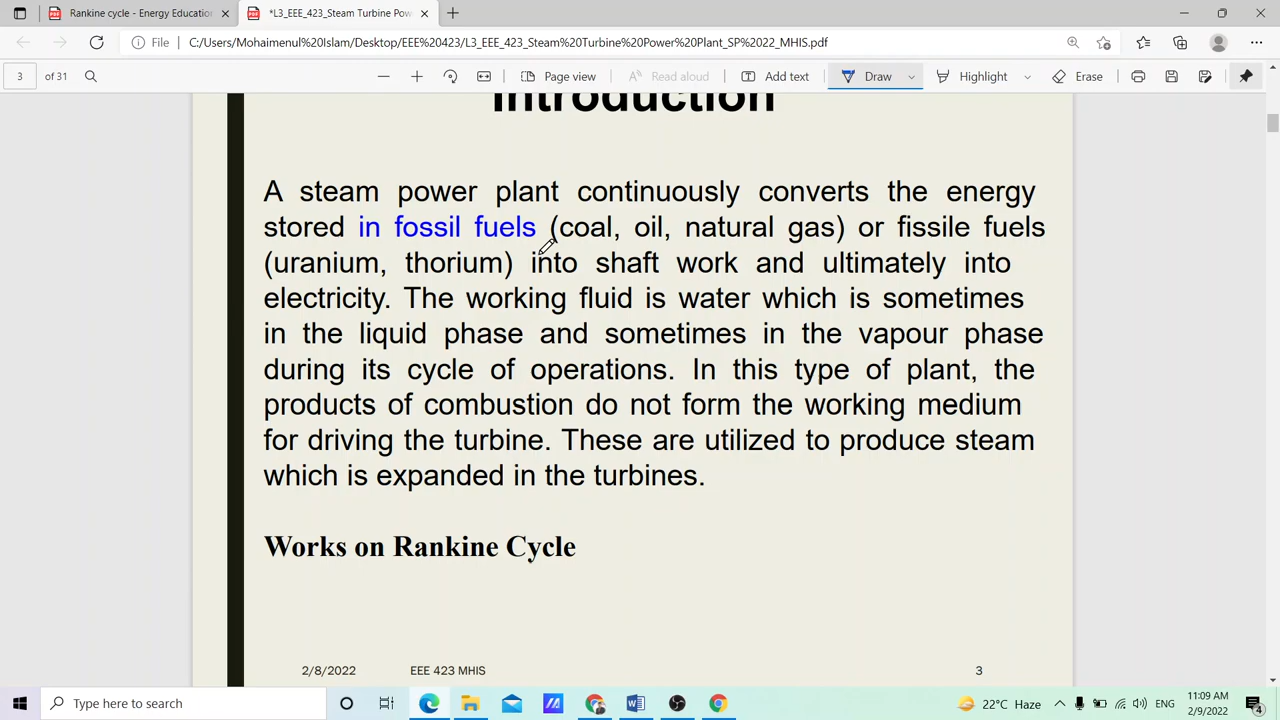 Rankine cycle - Energy Education
*L3_EEE_423_Steam Turbine Pow
File
C:/Users/Mohaimenul%20Islam/Desktop/EEE%20423/L3_EEE_423_Steam%20Turbine%20Power%20Plant_SP%2022_MHIS.pdf
3 of 31
Page view
Read aloud
Add text
Draw
Highlight
Erase
Introduction
A steam power plant continuously converts the energy
stored in fossil fuels (coal, oil, natural gas) or fissile fuels
(uranium, thorium) into shaft work and ultimately into
electricity. The working fluid is water which is sometimes
in the liquid phase and sometimes in the vapour phase
during its cycle of operations. In this type of plant, the
products of combustion do not form the working medium
for driving the turbine. These are utilized to produce steam
which is expanded in the turbines.
Works on Rankine Cycle
2/8/2022 EEE 423 MHIS 3
Type here to search
22°C Haze
ENG
11:09 AM
2/9/2022
4